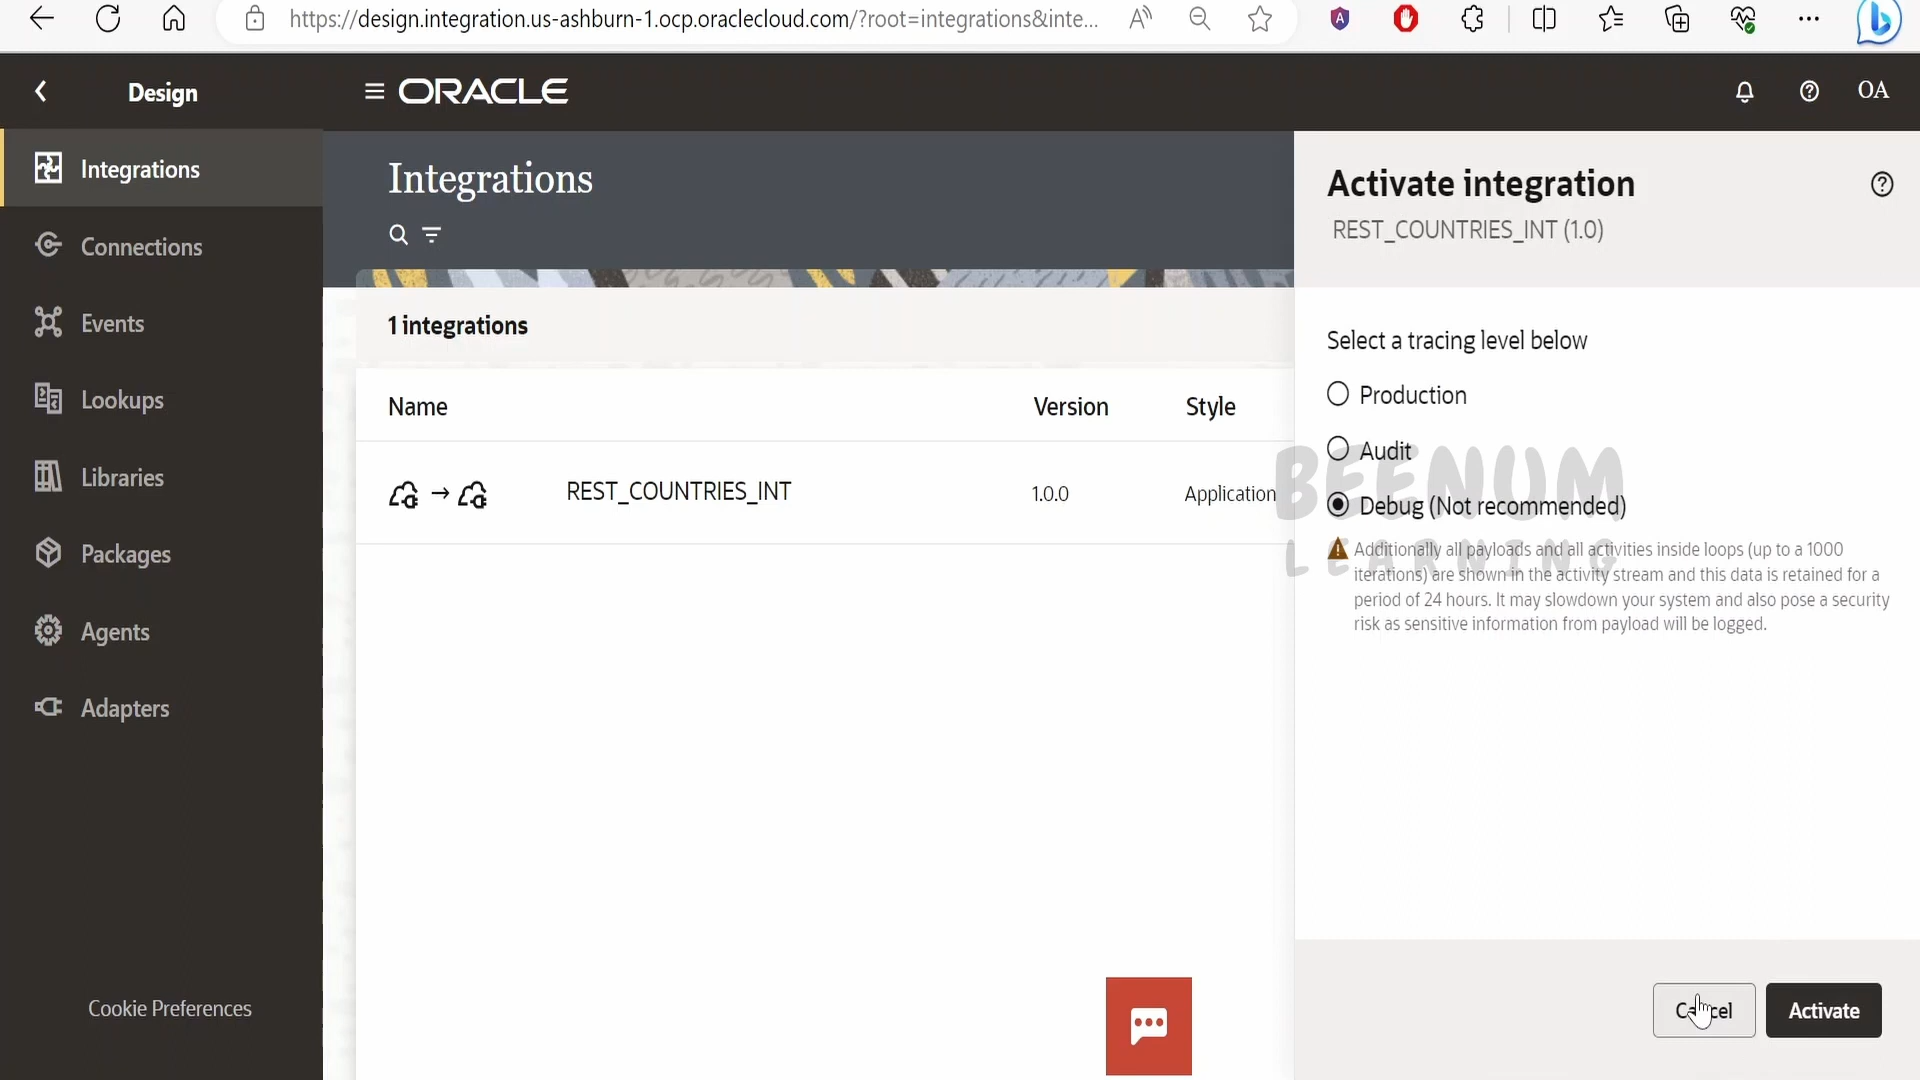 https://design.integration.us-ashburn-1.ocp.oraclecloud.com/?root=integrations&inte...
Design
ORACLE
OA
Integrations
Connections
Events
Lookups
Libraries
Packages
Agents
Adapters
Cookie Preferences
Integrations
1 integrations
Name Version Style
REST_COUNTRIES_INT 1.0.0 Application
Activate integration
REST_COUNTRIES_INT (1.0)
Select a tracing level below
Production
Audit
Debug (Not recommended)
Additionally all payloads and all activities inside loops (up to a 1000
iterations) are shown in the activity stream and this data is retained for a
period of 24 hours. It may slowdown your system and also pose a security
risk as sensitive information from payload will be logged.
BEENUM
LEARNING
Cancel Activate